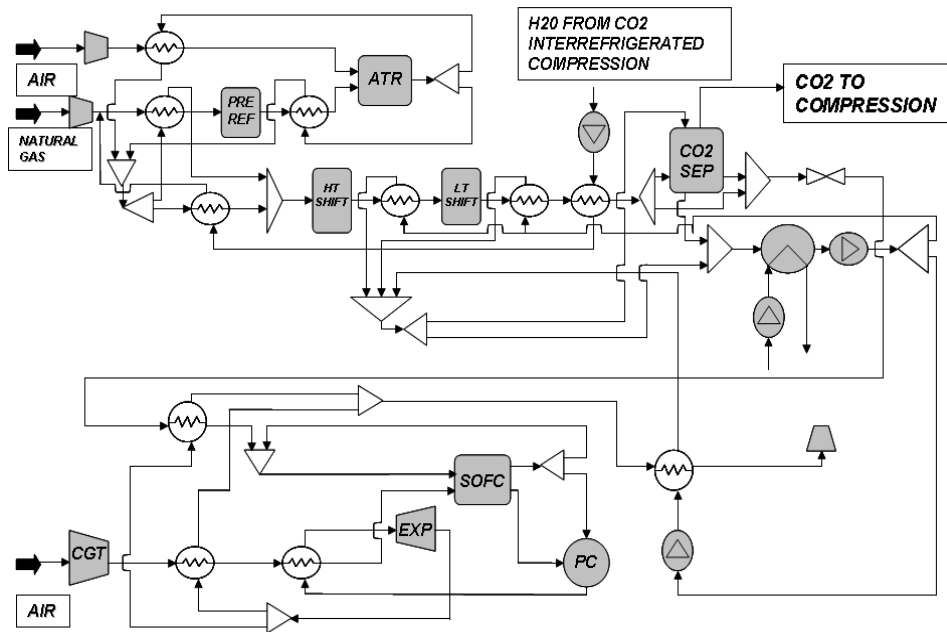 H20 FROM CO2
INTERREFRIGERATED
COMPRESSION
AIR
ATR
CO2 TO
COMPRESSION
PRE
REF
NATURAL
GAS
CO2
SEP
HT
SHIFT
LT
SHIFT
SOFC
EXP
CGT
PC
AIR